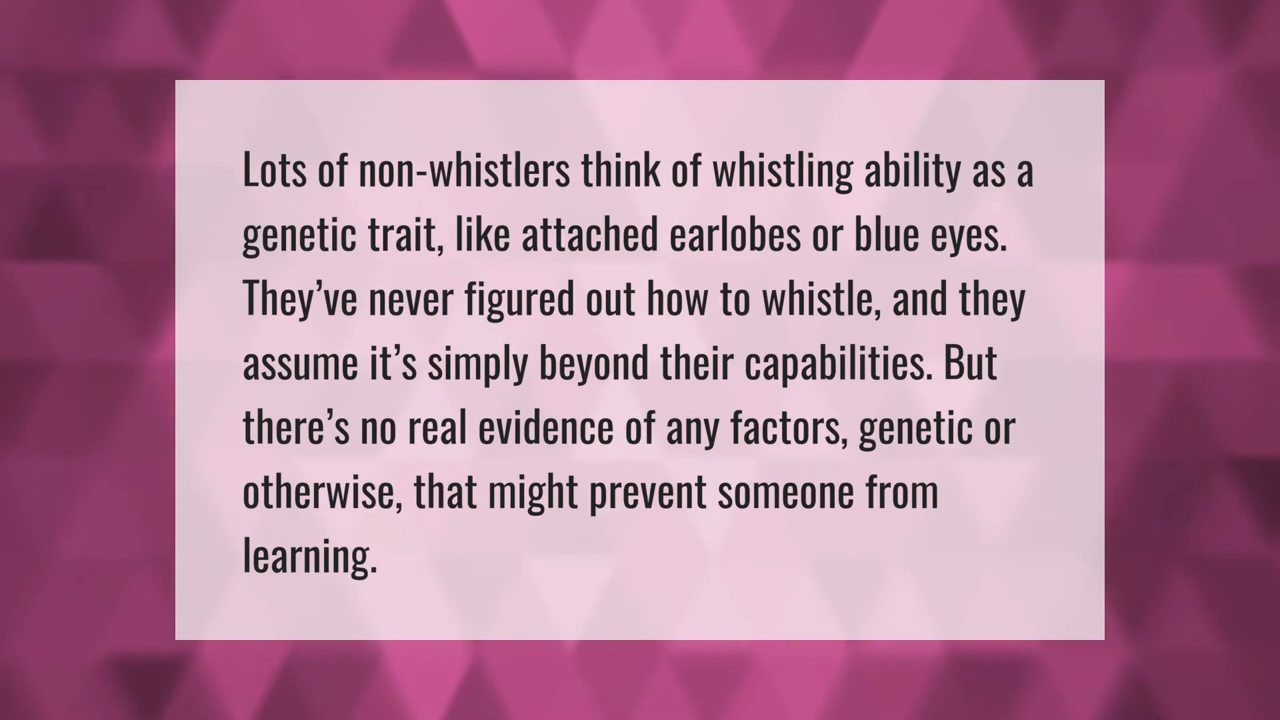 Lots of non-whistlers think of whistling ability as a
genetic trait, like attached earlobes or blue eyes.
They’ve never figured out how to whistle, and they
assume it’s simply beyond their capabilities. But
there’s no real evidence of any factors, genetic or
otherwise, that might prevent someone from
learning.